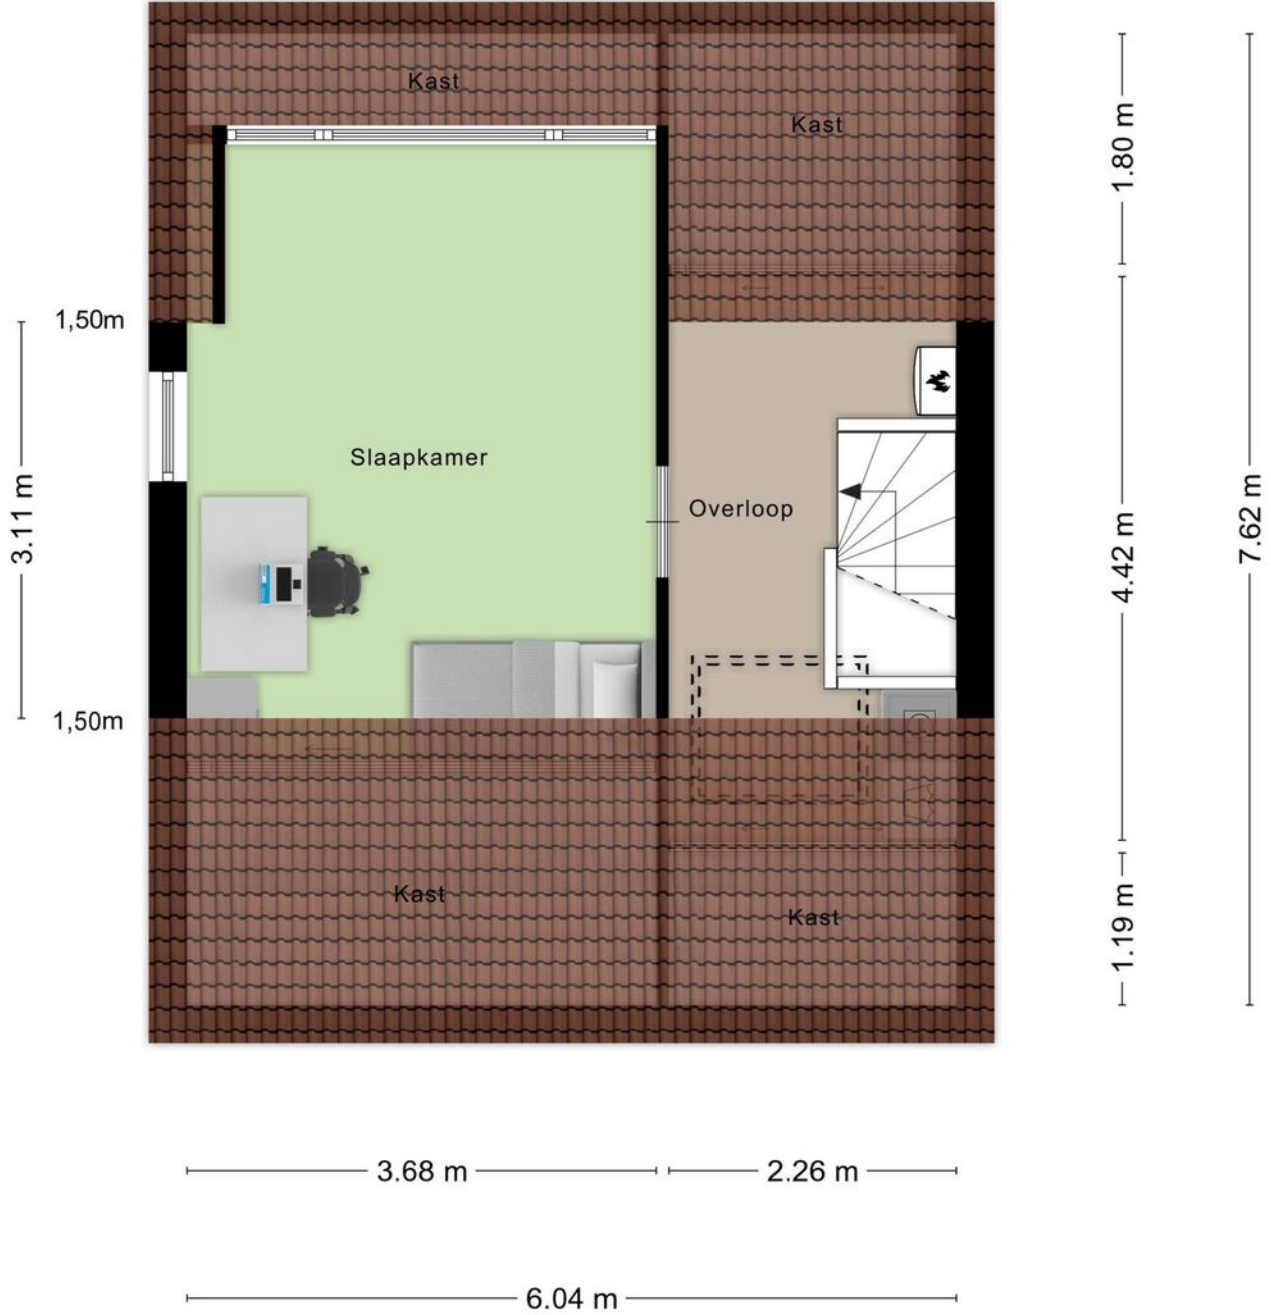 Kast
Kast
1.80 m
1,50m
Slaapkamer
Overloop
3.11 m
4.42 m
7.62 m
1,50m
Kast
Kast
1.19 m
3.68 m
2.26 m
6.04 m